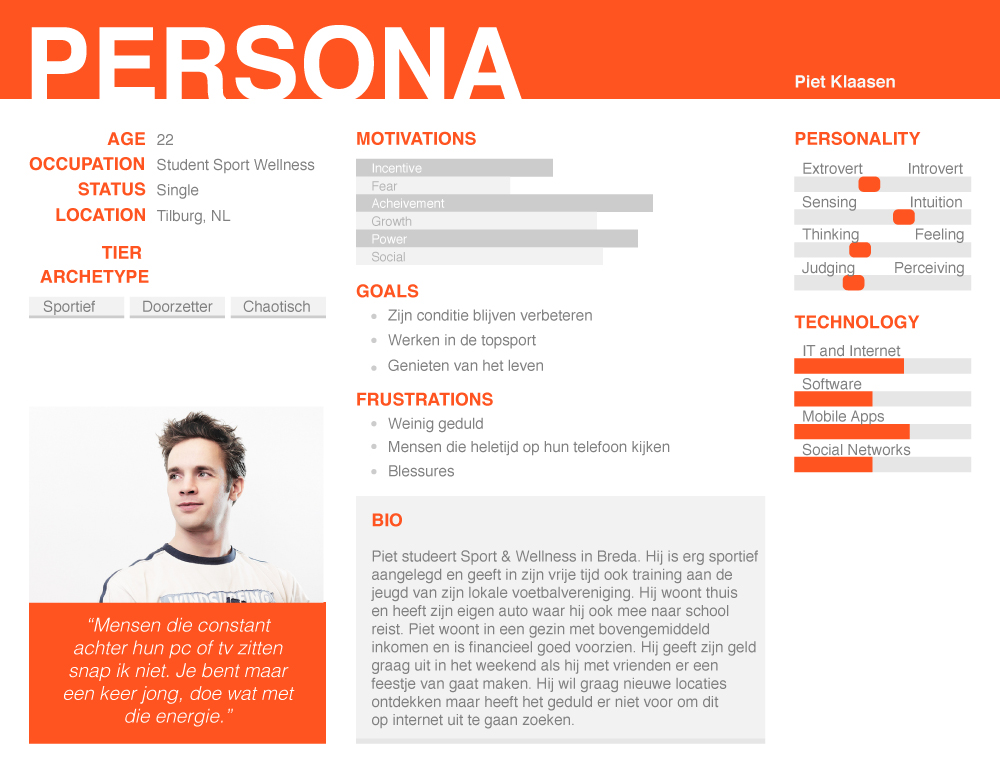 PERSONA
Piet Klaasen
AGE 22
OCCUPATION Student Sport Wellness
STATUS Single
LOCATION Tilburg, NL
TIER
ARCHETYPE
Sportief Doorzetter Chaotisch
“Mensen die constant
achter hun pc of tv zitten
snap ik niet. Je bent maar
een keer jong, doe wat met
die energie.”
MOTIVATIONS
Incentive
Fear
Acheivement
Growth
Power
Social
GOALS
Zijn conditie blijven verbeteren
Werken in de topsport
Genieten van het leven
FRUSTRATIONS
Weinig geduld
Mensen die heletijd op hun telefoon kijken
Blessures
BIO
Piet studeert Sport & Wellness in Breda. Hij is erg sportief
aangelegd en geeft in zijn vrije tijd ook training aan de
jeugd van zijn lokale voetbalvereniging. Hij woont thuis
en heeft zijn eigen auto waar hij ook mee naar school
reist. Piet woont in een gezin met bovengemiddeld
inkomen en is financieel goed voorzien. Hij geeft zijn geld
graag uit in het weekend als hij met vrienden er een
feestje van gaat maken. Hij wil graag nieuwe locaties
ontdekken maar heeft het geduld er niet voor om dit
op internet uit te gaan zoeken.
PERSONALITY
Extrovert Introvert
Sensing Intuition
Thinking Feeling
Judging Perceiving
TECHNOLOGY
IT and Internet
Software
Mobile Apps
Social Networks